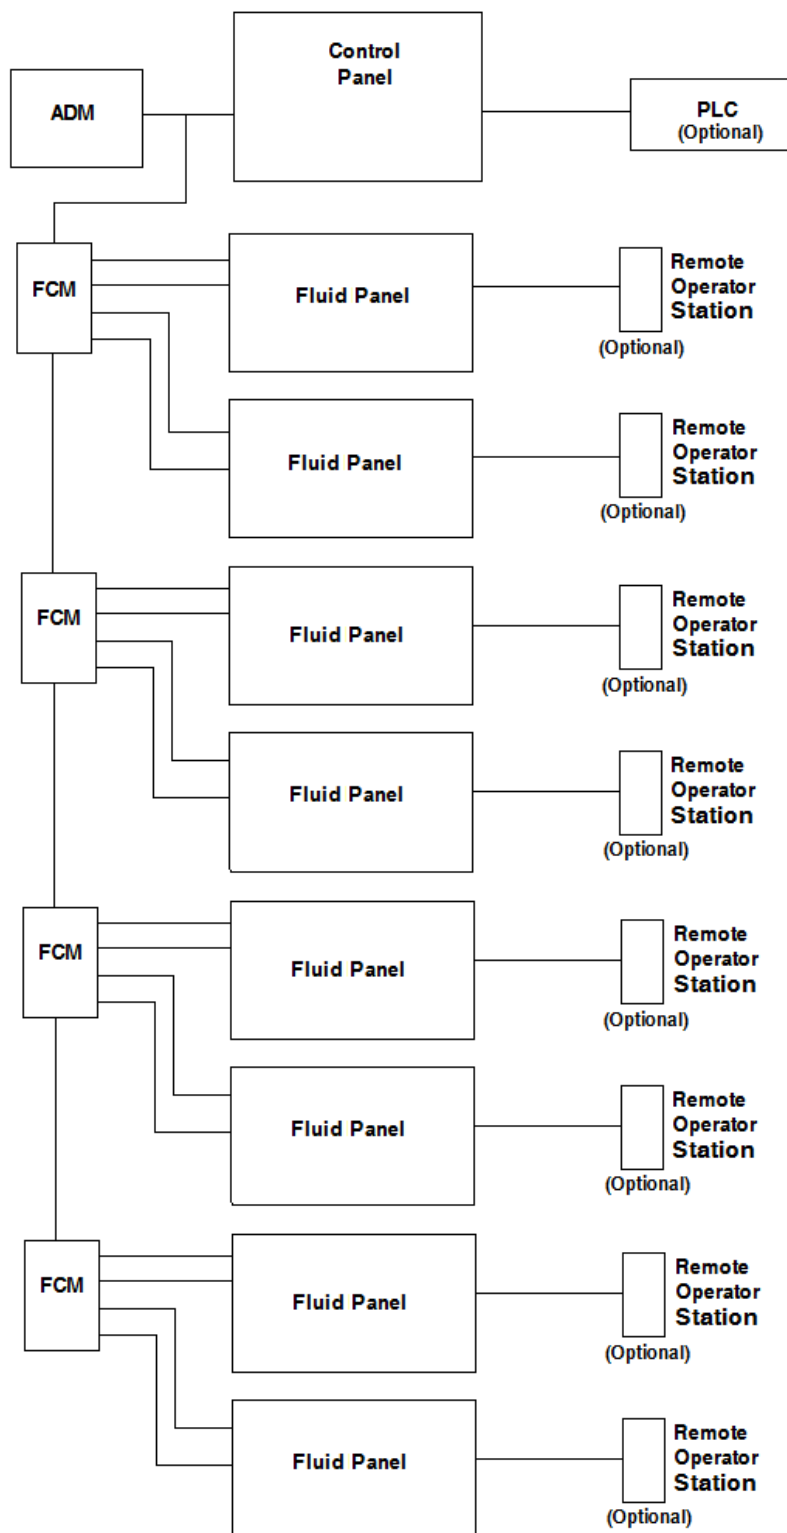 Control
Panel
ADM
PLC
(Optional)
FCM
Fluid Panel
Remote
Operator
Station
(Optional)
Fluid Panel
Remote
Operator
Station
(Optional)
FCM
Fluid Panel
Remote
Operator
Station
(Optional)
Fluid Panel
Remote
Operator
Station
(Optional)
FCM
Fluid Panel
Remote
Operator
Station
(Optional)
Fluid Panel
Remote
Operator
Station
(Optional)
FCM
Fluid Panel
Remote
Operator
Station
(Optional)
Fluid Panel
Remote
Operator
Station
(Optional)